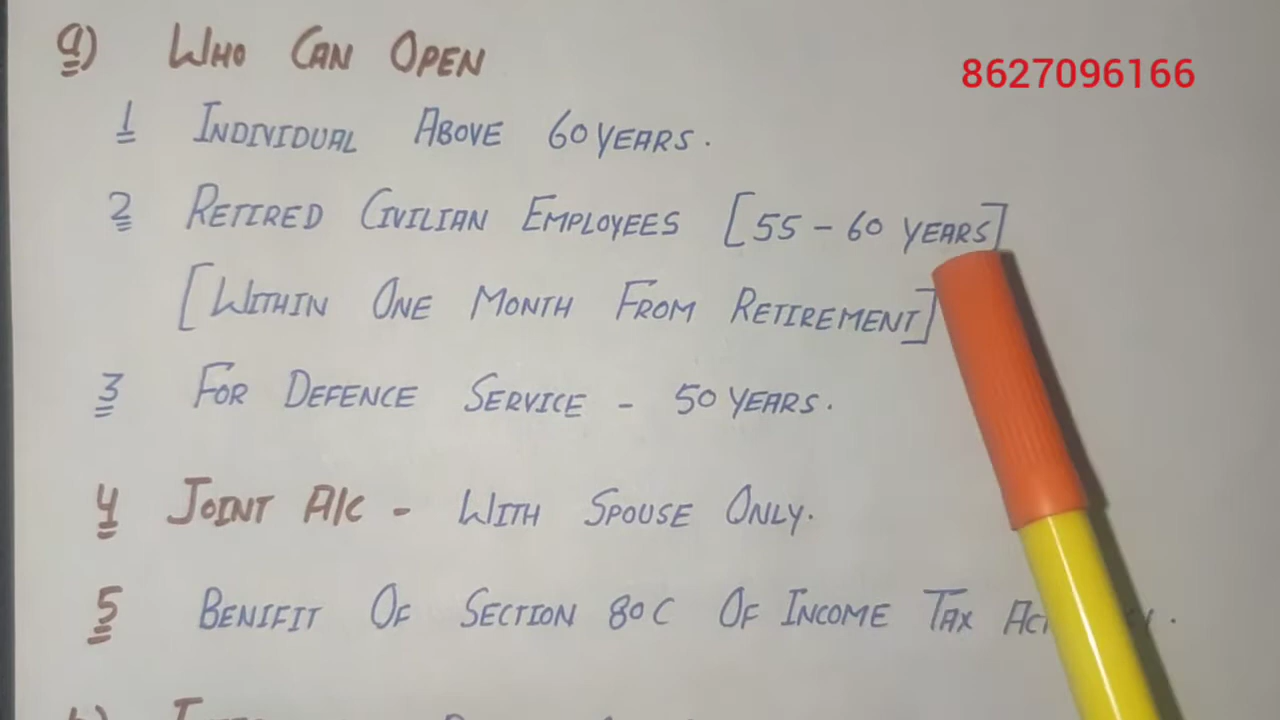 a) WHO CAN OPEN
8627096166
1 INDIVIDUAL ABOVE 60 YEARS.
2 RETIRED CIVILIAN EMPLOYEES [55 - 60 YEARS]
[WITHIN ONE MONTH FROM RETIREMENT]
3 FOR DEFENCE SERVICE - 50 YEARS.
4 JOINT A/C - WITH SPOUSE ONLY.
5 BENIFIT OF SECTION 80C OF INCOME TAX